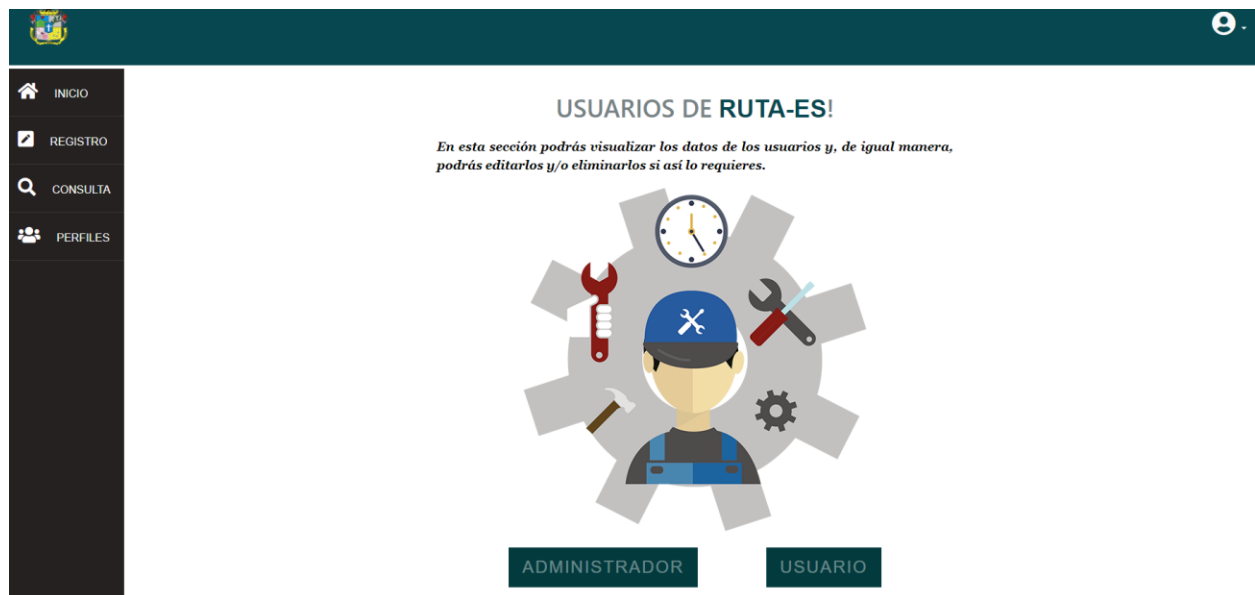 INICIO
REGISTRO
CONSULTA
PERFILES
USUARIOS DE RUTA-ES!
En esta sección podrás visualizar los datos de los usuarios y, de igual manera,
podrás editarlos y/o eliminarlos si así lo requieres.
ADMINISTRADOR
USUARIO